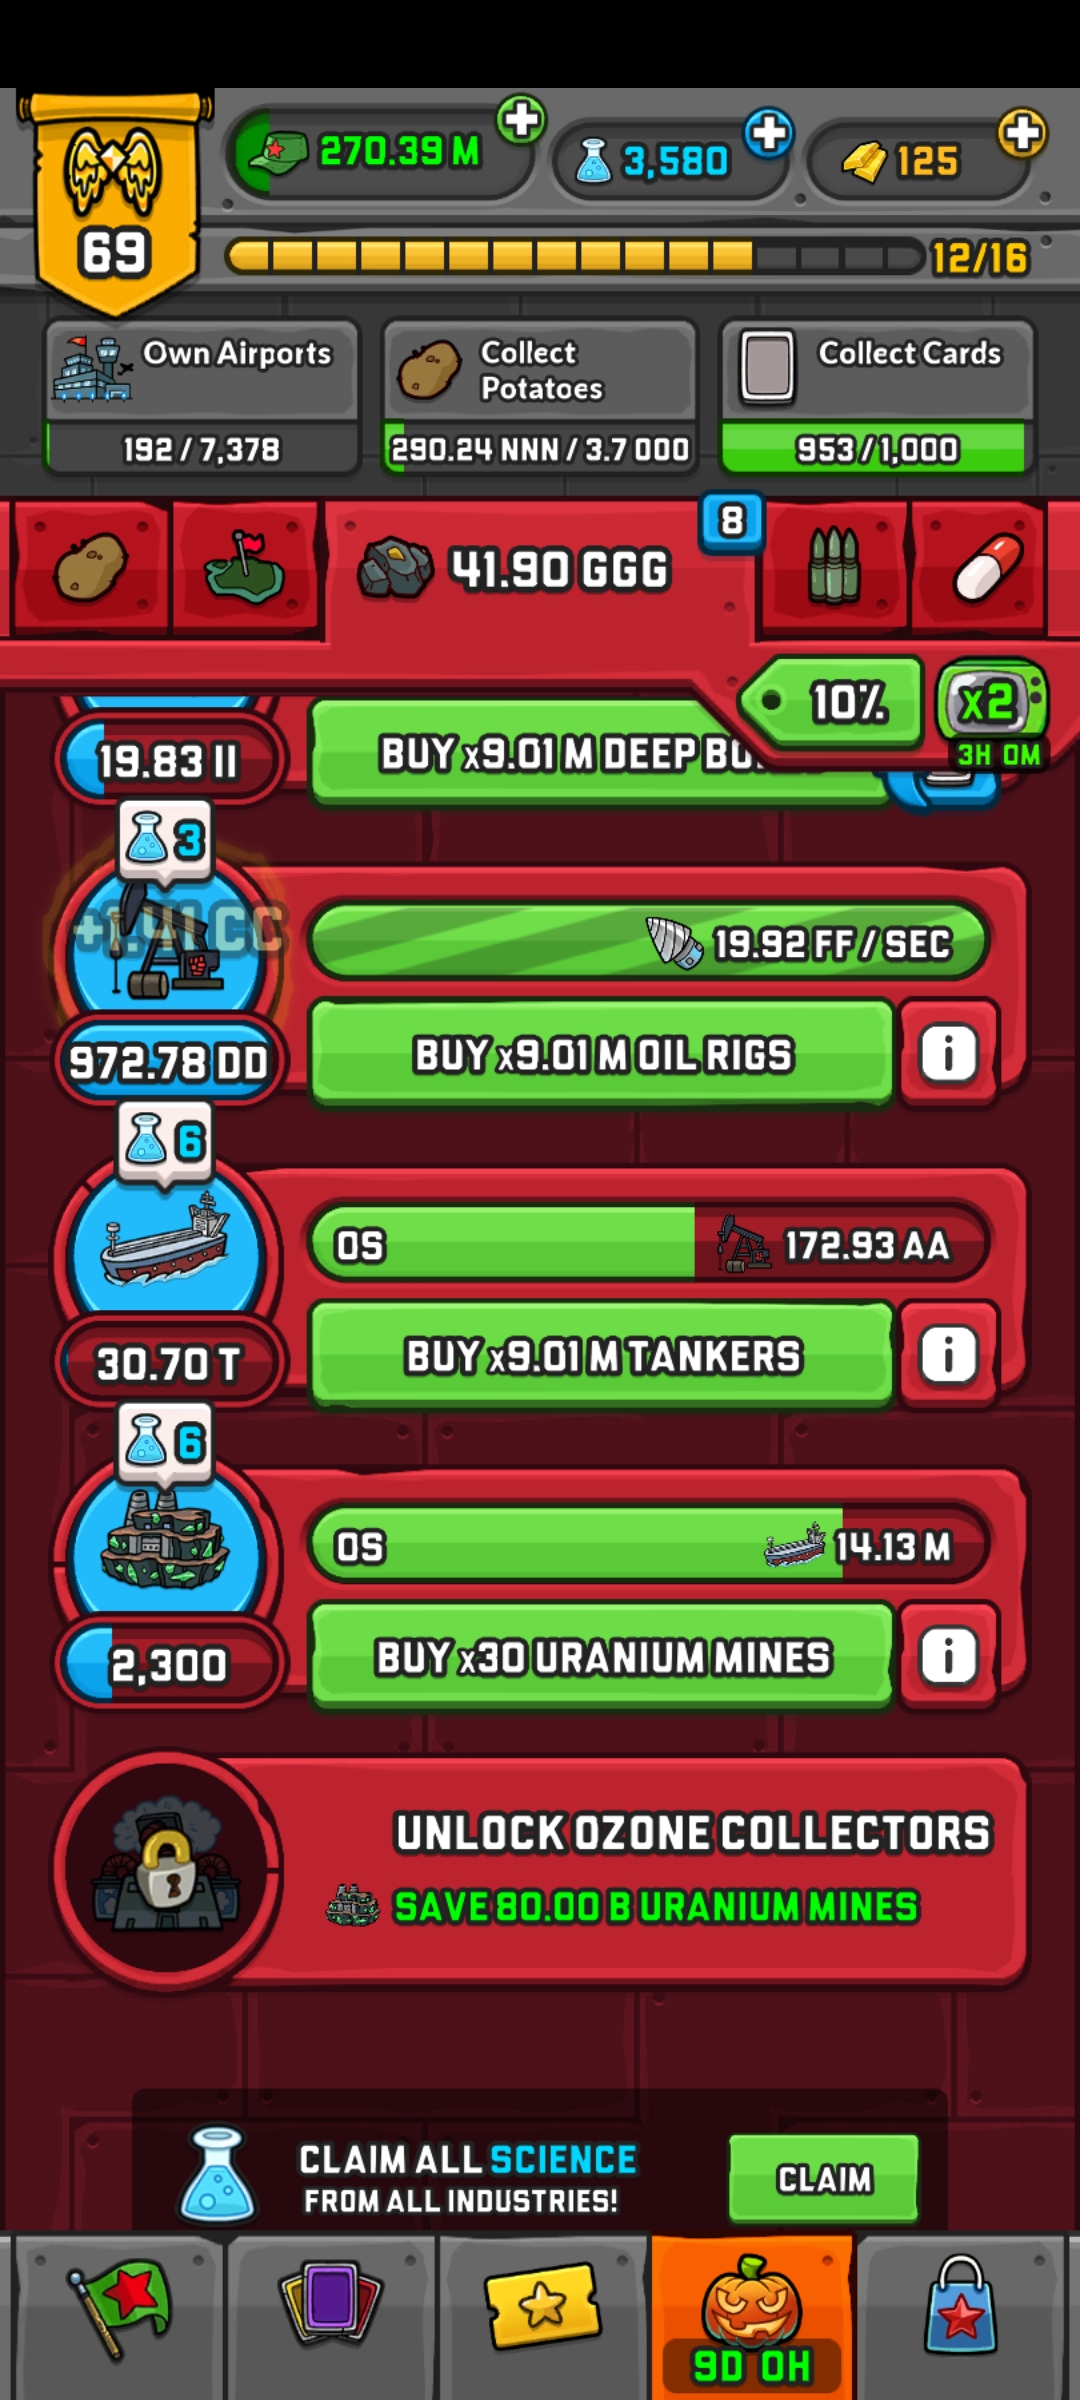 270.39 M
3,580
125
69
12/16
Own Airports
192 / 7,378
Collect
Potatoes
290.24 NNN / 3.7 OOO
Collect Cards
953 / 1,000
41.90 GGG
8
10%
x2
3H 0M
19.83 II
BUY x9.01 M DEEP
3
+1.41 CC
19.92 FF / SEC
972.78 DD
BUY x9.01 M OIL RIGS
i
6
0S
172.93 AA
30.70 T
BUY x9.01 M TANKERS
i
6
0S
14.13 M
2,300
BUY x30 URANIUM MINES
i
UNLOCK OZONE COLLECTORS
SAVE 80.00 B URANIUM MINES
CLAIM ALL SCIENCE
FROM ALL INDUSTRIES!
CLAIM
9D 0H